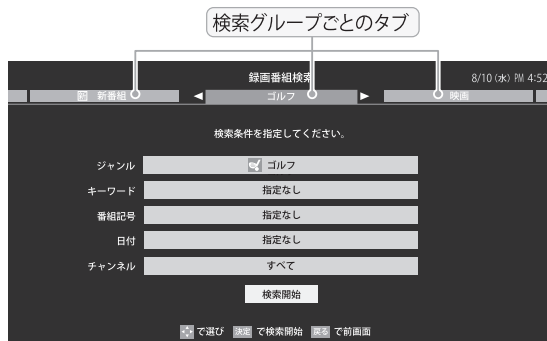 検索グループごとのタブ
録画番組検索 8/10 (水) PM 4:52
新番組 ◀ ゴルフ ▶ 映画
検索条件を指定してください。
ジャンル ゴルフ
キーワード 指定なし
番組記号 指定なし
日付 指定なし
チャンネル すべて
検索開始
で選び 決定 で検索開始 戻る で前画面